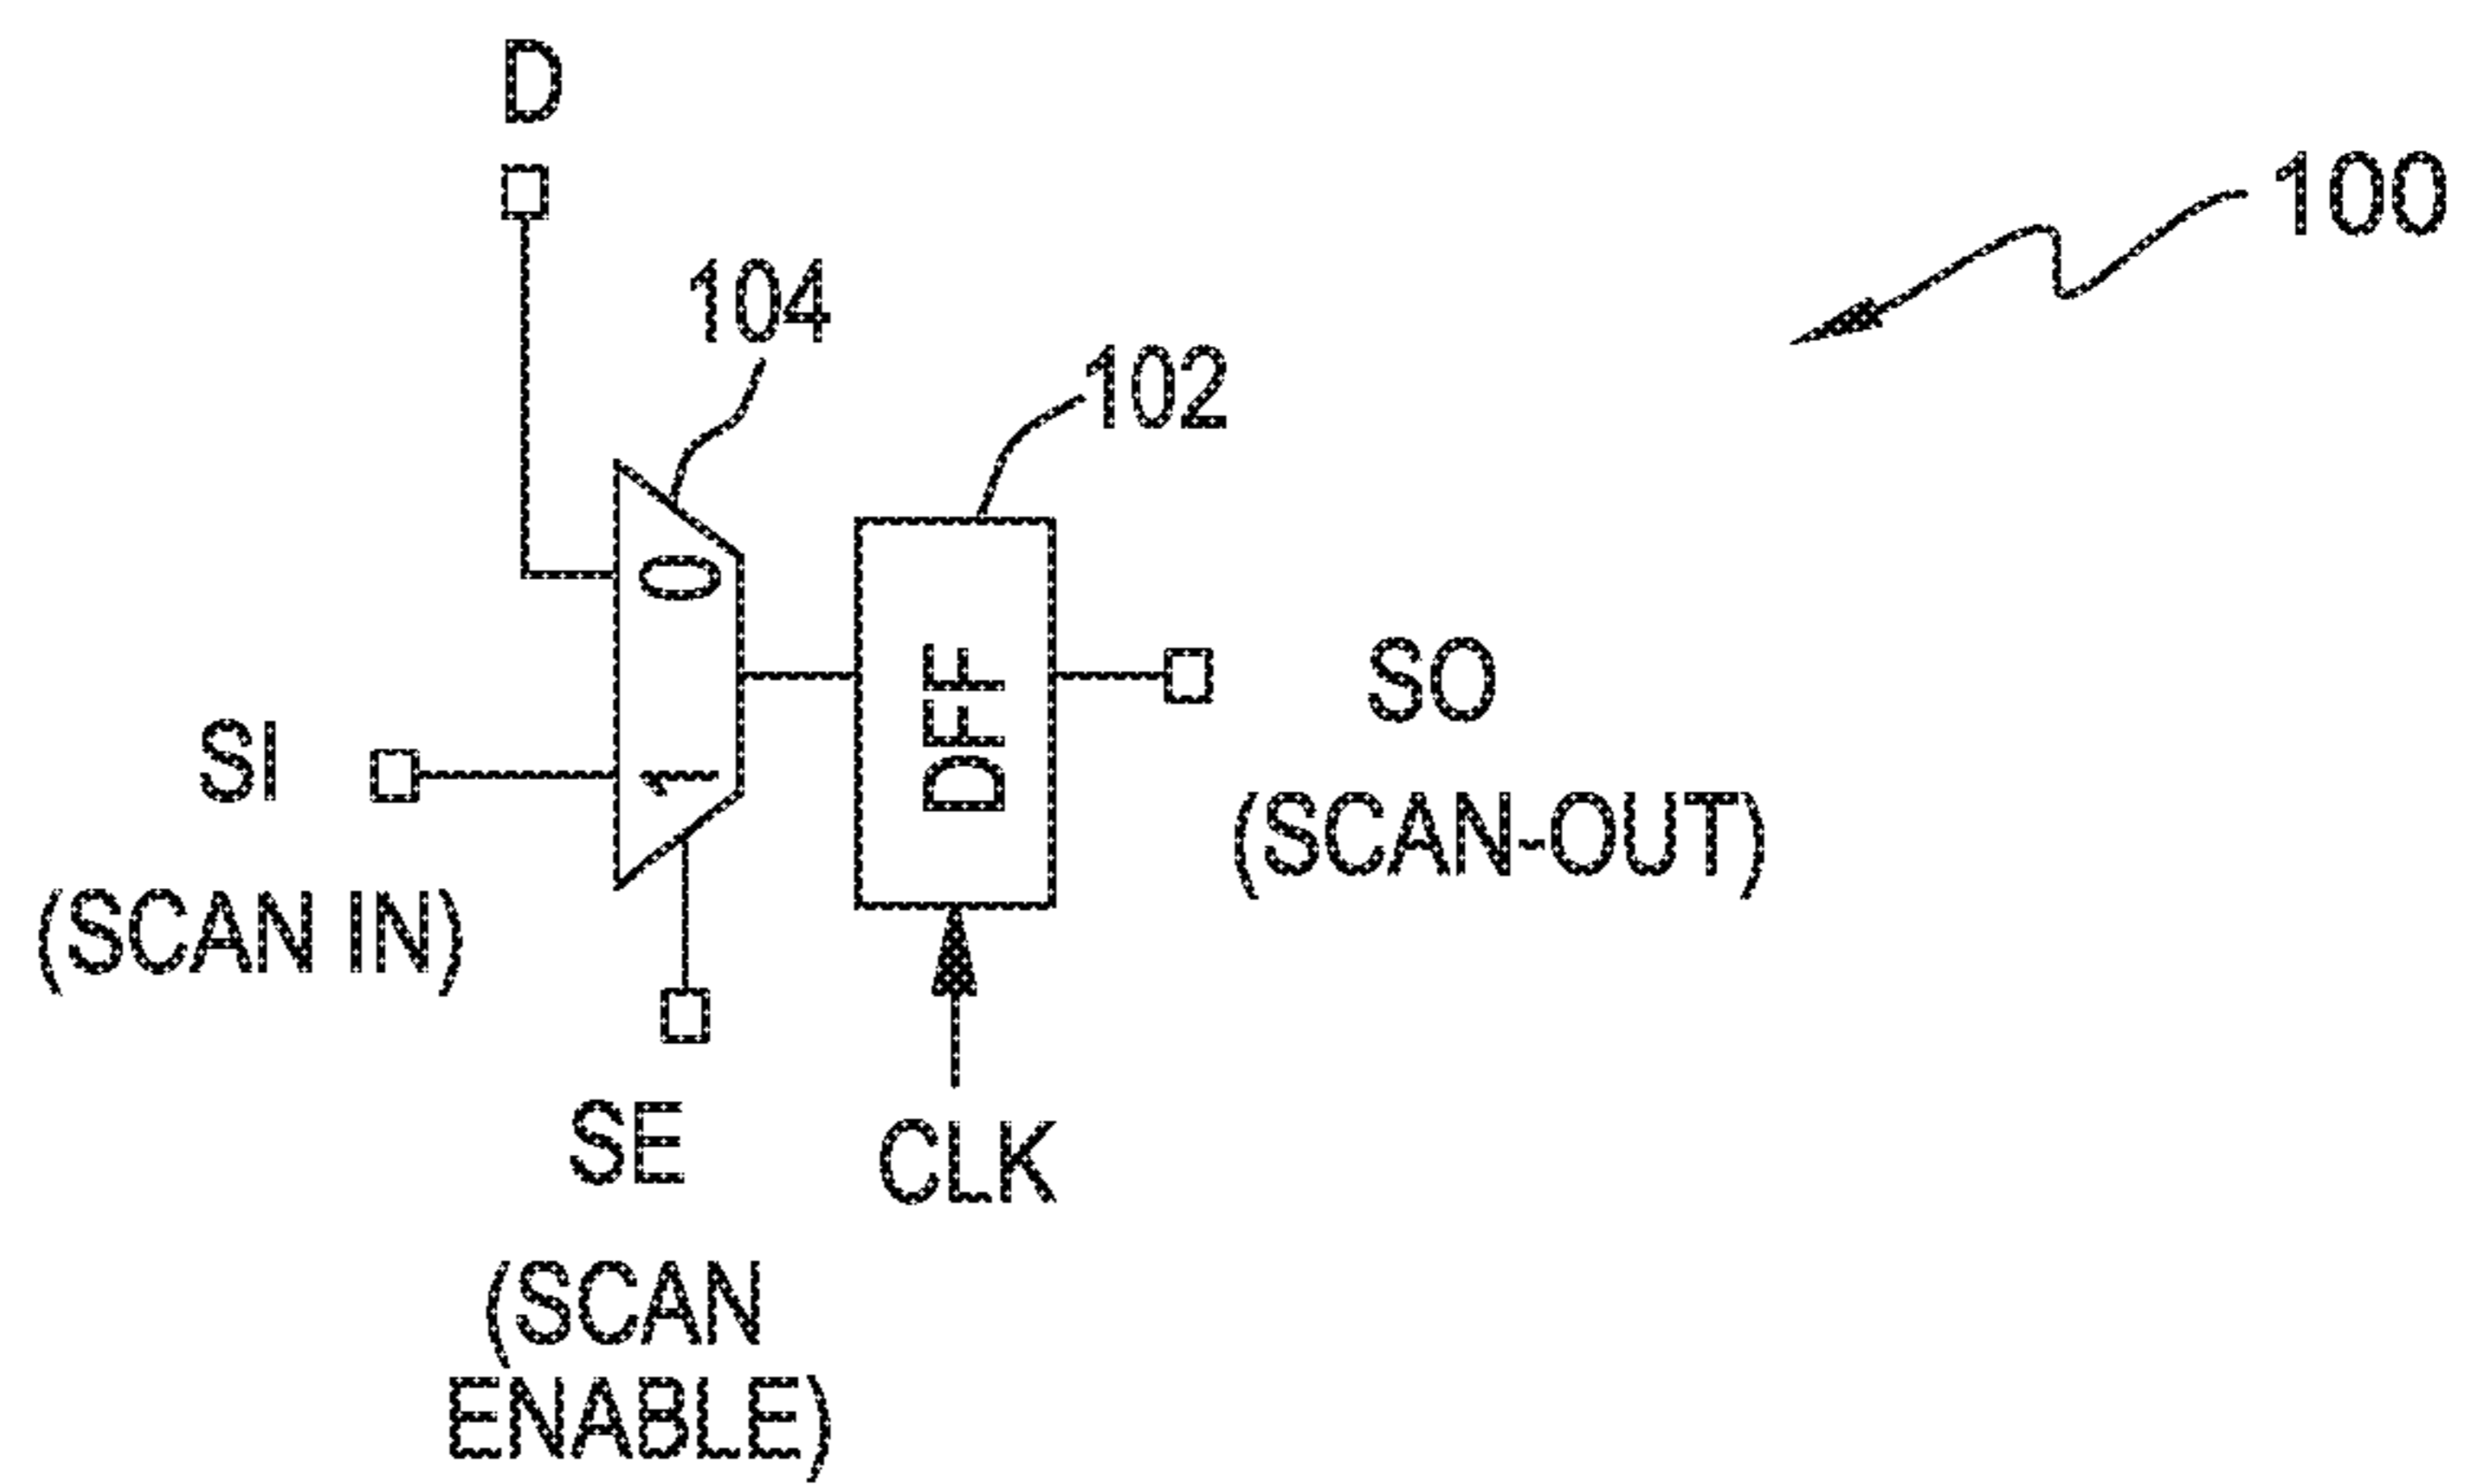 D
100
104
102
0
1
DFF
SI
(SCAN IN)
SO
(SCAN-OUT)
SE
(SCAN
ENABLE)
CLK